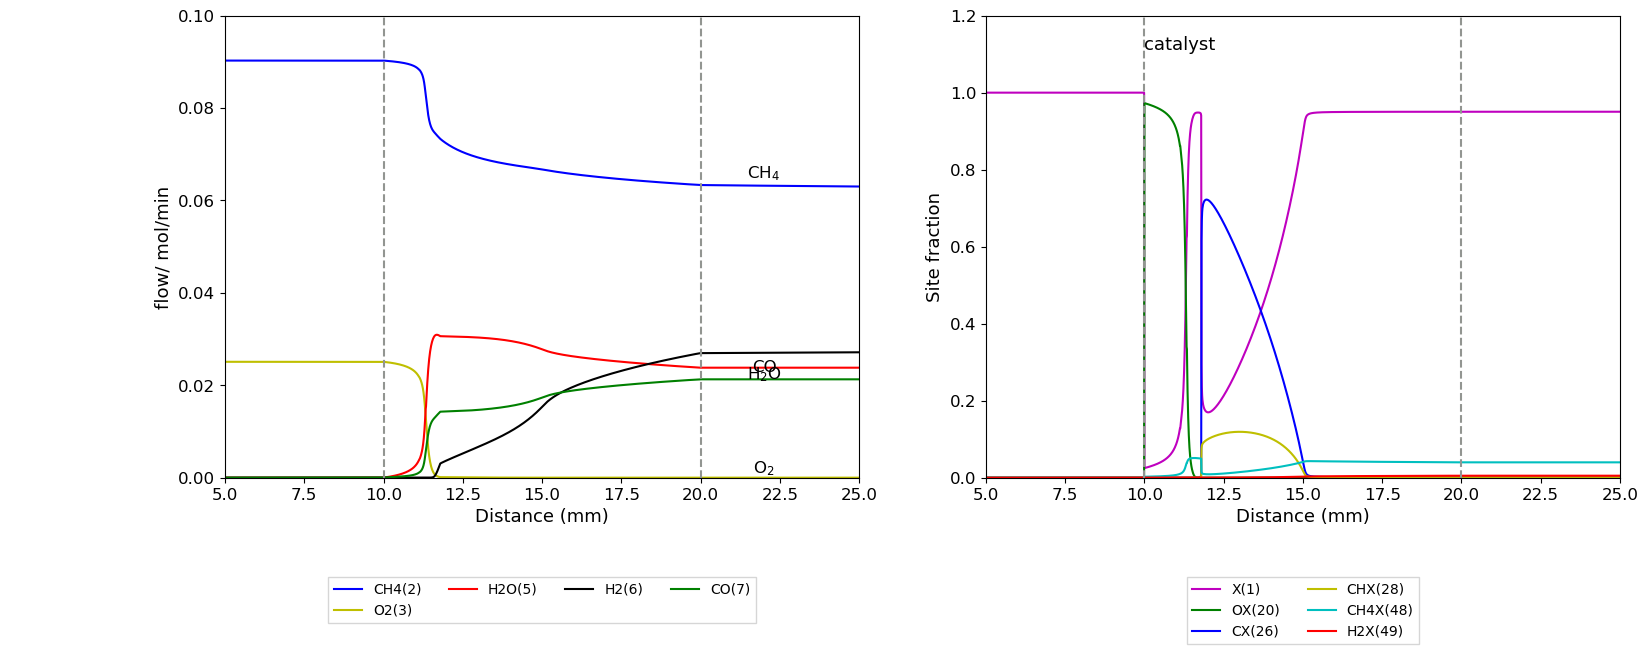 0.10
0.08
0.06
0.04
0.02
0.00
flow/ mol/min
CH4
CO
H2O
O2
5.0 7.5 10.0 12.5 15.0 17.5 20.0 22.5 25.0
Distance (mm)
CH4(2) H2O(5) H2(6) CO(7)
O2(3)
1.2
1.0
0.8
0.6
0.4
0.2
0.0
Site fraction
catalyst
5.0 7.5 10.0 12.5 15.0 17.5 20.0 22.5 25.0
Distance (mm)
X(1) CHX(28)
OX(20) CH4X(48)
CX(26) H2X(49)